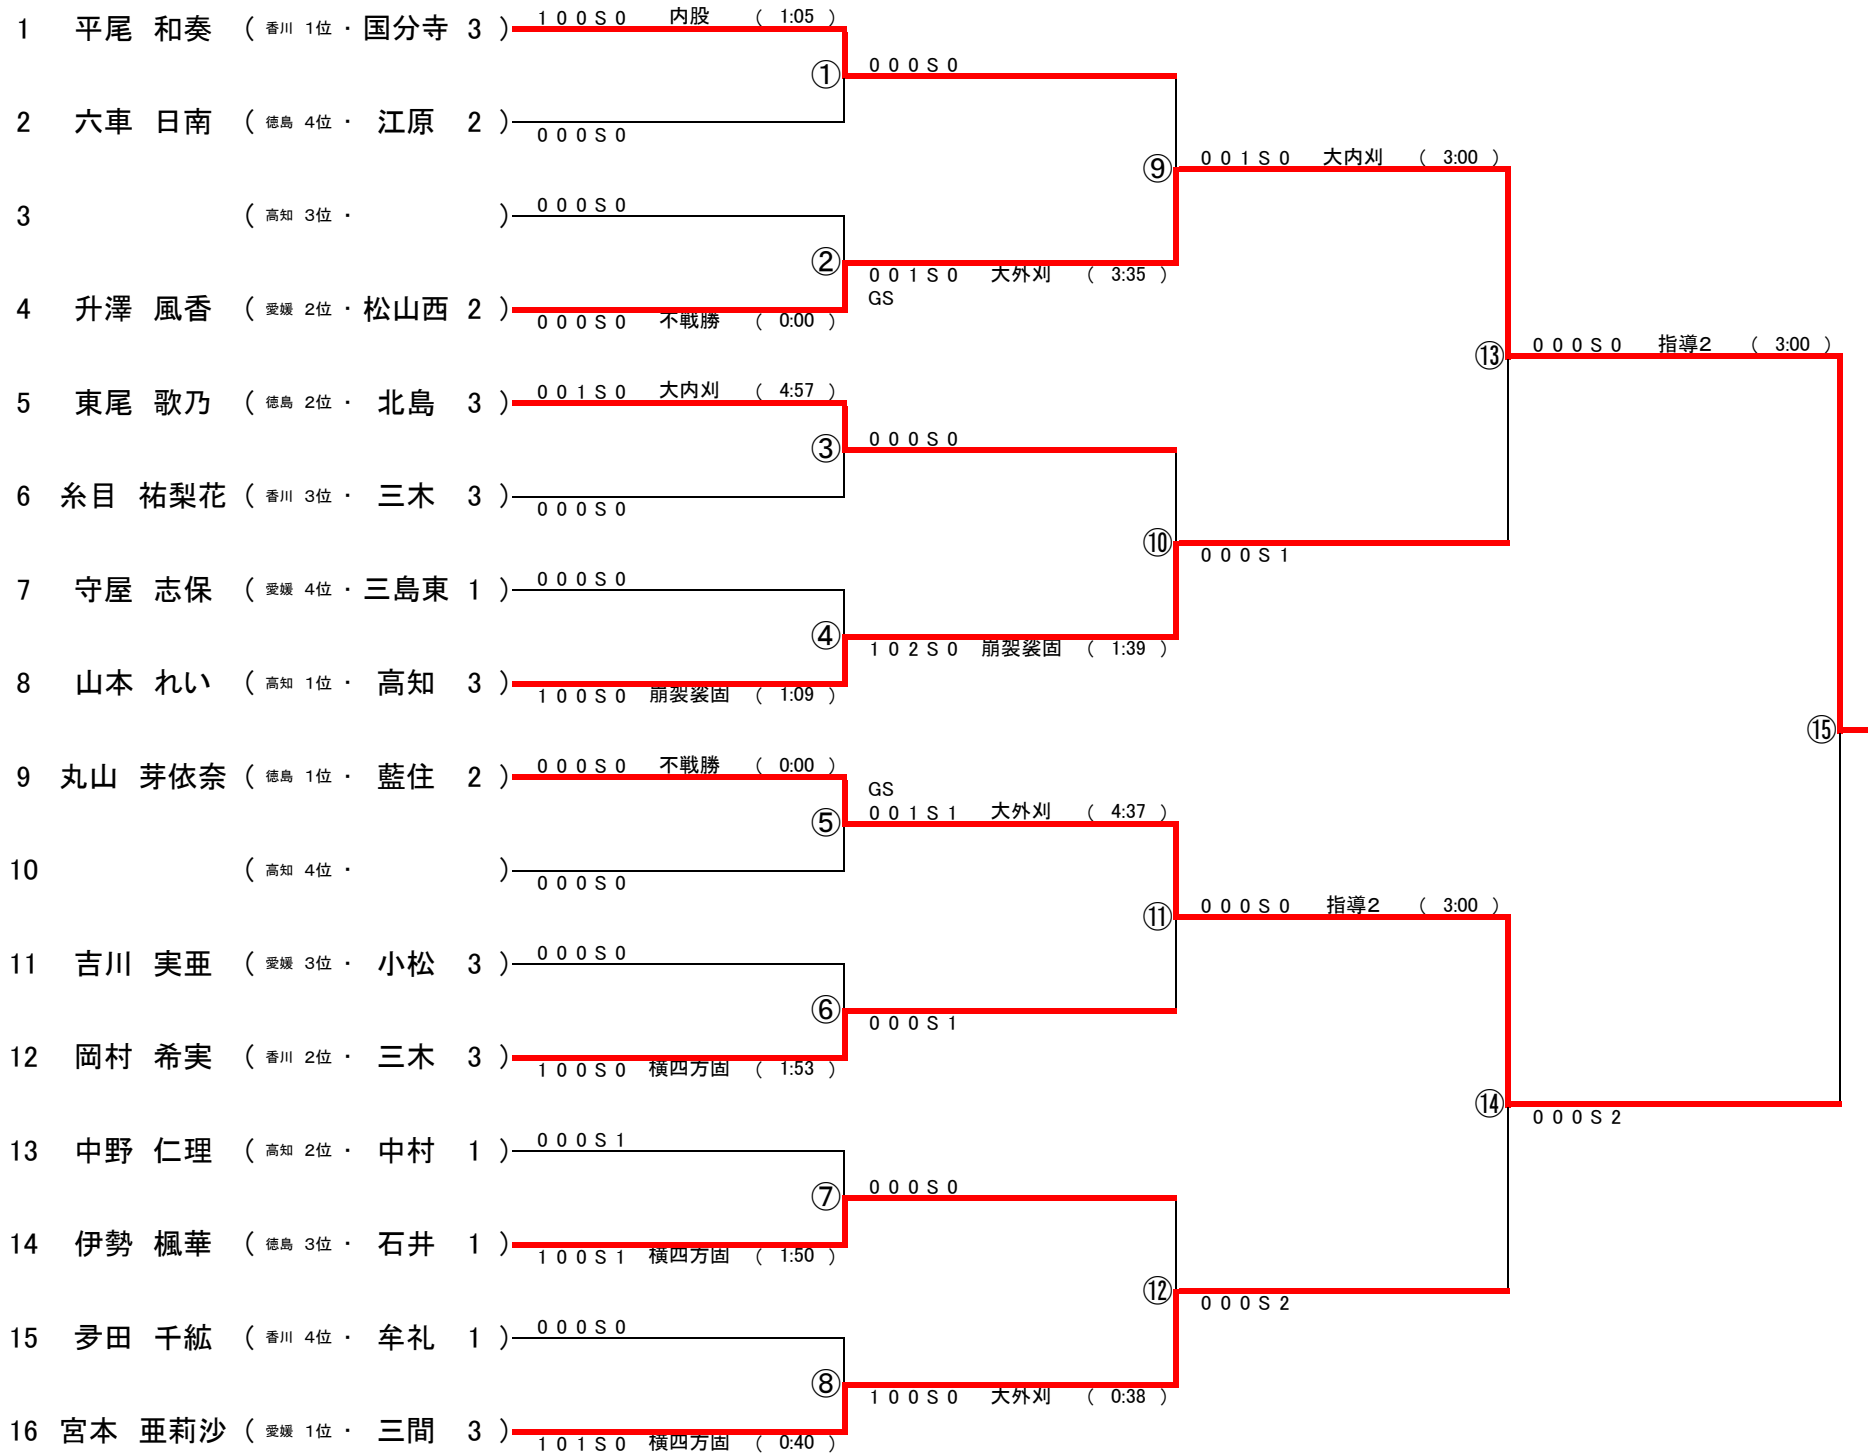 1 平尾 和奏 ( 香川 1位 ・ 国分寺 3 ) 1 0 0 S 0 内股 ( 1:05 )
① 0 0 0 S 0
2 六車 日南 ( 徳島 4位 ・ 江原 2 ) 0 0 0 S 0
⑨ 0 0 1 S 0 大内刈 ( 3:00 )
3 ( 高知 3位 ・ ) 0 0 0 S 0
② 0 0 1 S 0 大外刈 ( 3:35 )
GS
4 升澤 風香 ( 愛媛 2位 ・ 松山西 2 ) 0 0 0 S 0 不戦勝 ( 0:00 )
⑬ 0 0 0 S 0 指導2 ( 3:00 )
5 東尾 歌乃 ( 徳島 2位 ・ 北島 3 ) 0 0 1 S 0 大内刈 ( 4:57 )
③ 0 0 0 S 0
6 糸目 祐梨花 ( 香川 3位 ・ 三木 3 ) 0 0 0 S 0
⑩ 0 0 0 S 1
7 守屋 志保 ( 愛媛 4位 ・ 三島東 1 ) 0 0 0 S 0
④ 1 0 2 S 0 崩袈裟固 ( 1:39 )
8 山本 れい ( 高知 1位 ・ 高知 3 ) 1 0 0 S 0 崩袈裟固 ( 1:09 )
⑮
9 丸山 芽依奈 ( 徳島 1位 ・ 藍住 2 ) 0 0 0 S 0 不戦勝 ( 0:00 )
GS
⑤ 0 0 1 S 1 大外刈 ( 4:37 )
10 ( 高知 4位 ・ ) 0 0 0 S 0
⑪ 0 0 0 S 0 指導2 ( 3:00 )
11 吉川 実亜 ( 愛媛 3位 ・ 小松 3 ) 0 0 0 S 0
⑥ 0 0 0 S 1
12 岡村 希実 ( 香川 2位 ・ 三木 3 ) 1 0 0 S 0 横四方固 ( 1:53 )
⑭ 0 0 0 S 2
13 中野 仁理 ( 高知 2位 ・ 中村 1 ) 0 0 0 S 1
⑦ 0 0 0 S 0
14 伊勢 楓華 ( 徳島 3位 ・ 石井 1 ) 1 0 0 S 1 横四方固 ( 1:50 )
⑫ 0 0 0 S 2
15 夛田 千紘 ( 香川 4位 ・ 牟礼 1 ) 0 0 0 S 0
⑧ 1 0 0 S 0 大外刈 ( 0:38 )
16 宮本 亜莉沙 ( 愛媛 1位 ・ 三間 3 ) 1 0 1 S 0 横四方固 ( 0:40 )